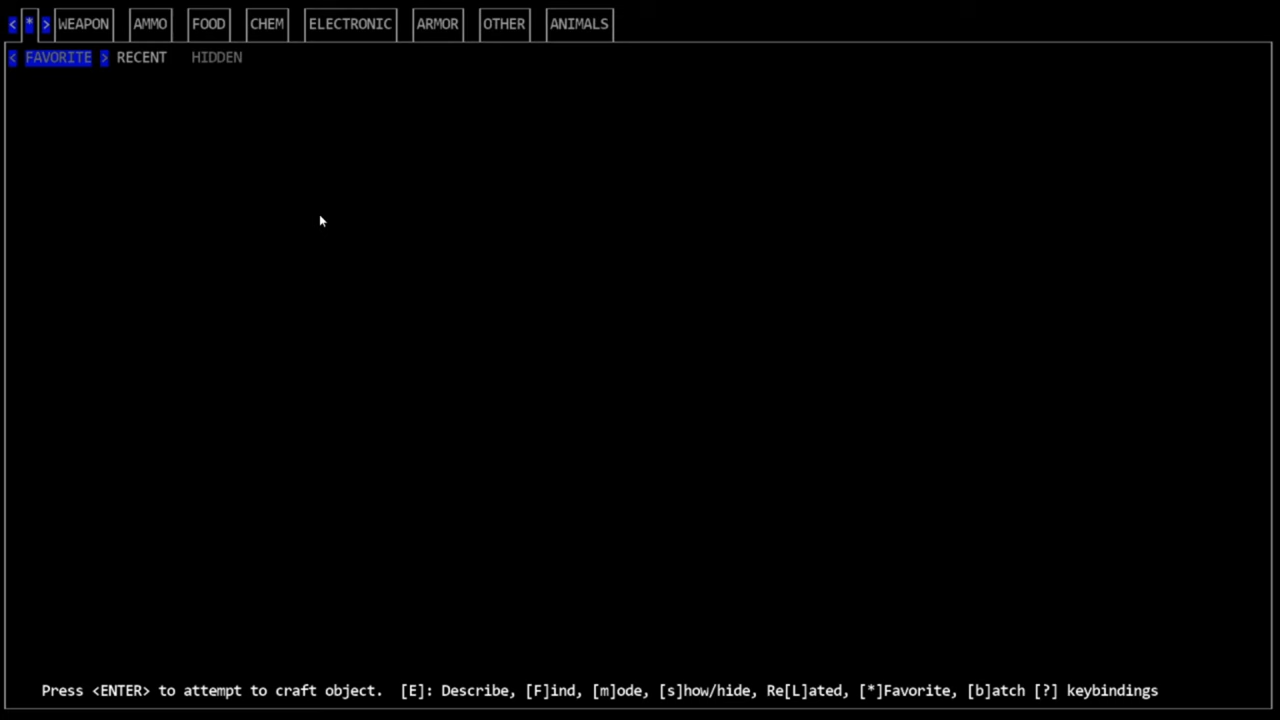 < * > WEAPON AMMO FOOD CHEM ELECTRONIC ARMOR OTHER ANIMALS
< FAVORITE > RECENT HIDDEN
Press <ENTER> to attempt to craft object. [E]: Describe, [F]ind, [m]ode, [s]how/hide, Re[L]ated, [*]Favorite, [b]atch [?] keybindings